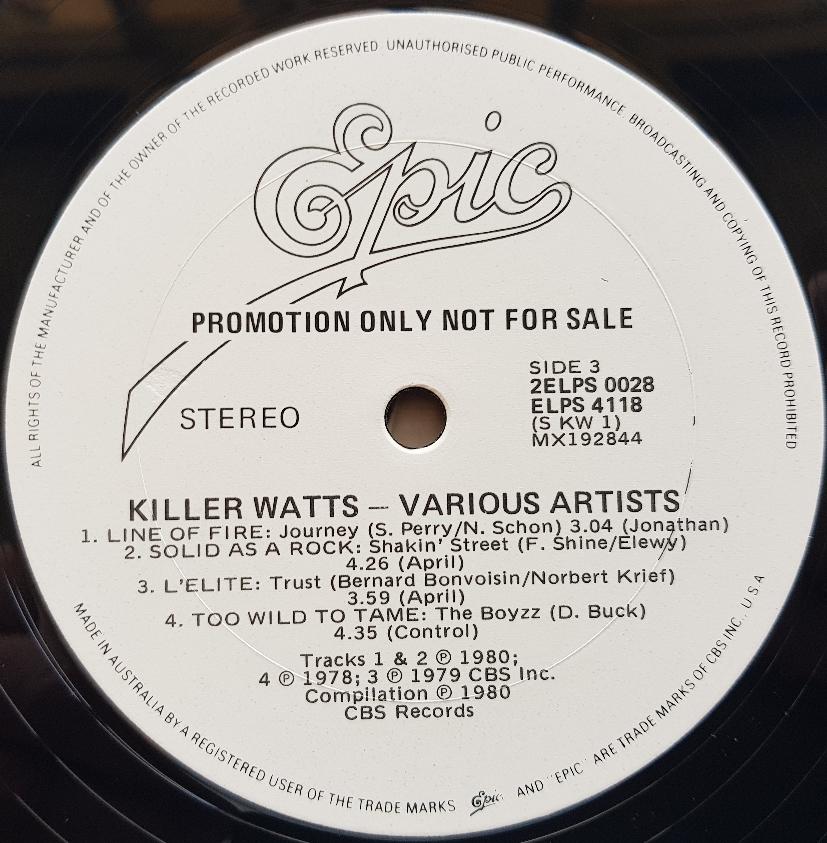 ALL RIGHTS OF THE MANUFACTURER AND OF THE OWNER OF THE RECORDED WORK RESERVED UNAUTHORISED PUBLIC PERFORMANCE BROADCASTING AND COPYING OF THIS RECORD PROHIBITED
Epic
PROMOTION ONLY NOT FOR SALE
STEREO
SIDE 3
2ELPS 0028
ELPS 4118
(S KW 1)
MX192844
KILLER WATTS — VARIOUS ARTISTS
1. LINE OF FIRE: Journey (S. Perry/N. Schon) 3.04 (Jonathan)
2. SOLID AS A ROCK: Shakin' Street (F. Shine/Elewy)
4.26 (April)
3. L'ELITE: Trust (Bernard Bonvoisin/Norbert Krief)
3.59 (April)
4. TOO WILD TO TAME: The Boyzz (D. Buck)
4.35 (Control)
Tracks 1 & 2 ℗ 1980;
4 ℗ 1978; 3 ℗ 1979 CBS Inc.
Compilation ℗ 1980
CBS Records
MADE IN AUSTRALIA BY A REGISTERED USER OF THE TRADE MARKS Epic AND "EPIC" ARE TRADE MARKS OF CBS INC., U.S.A